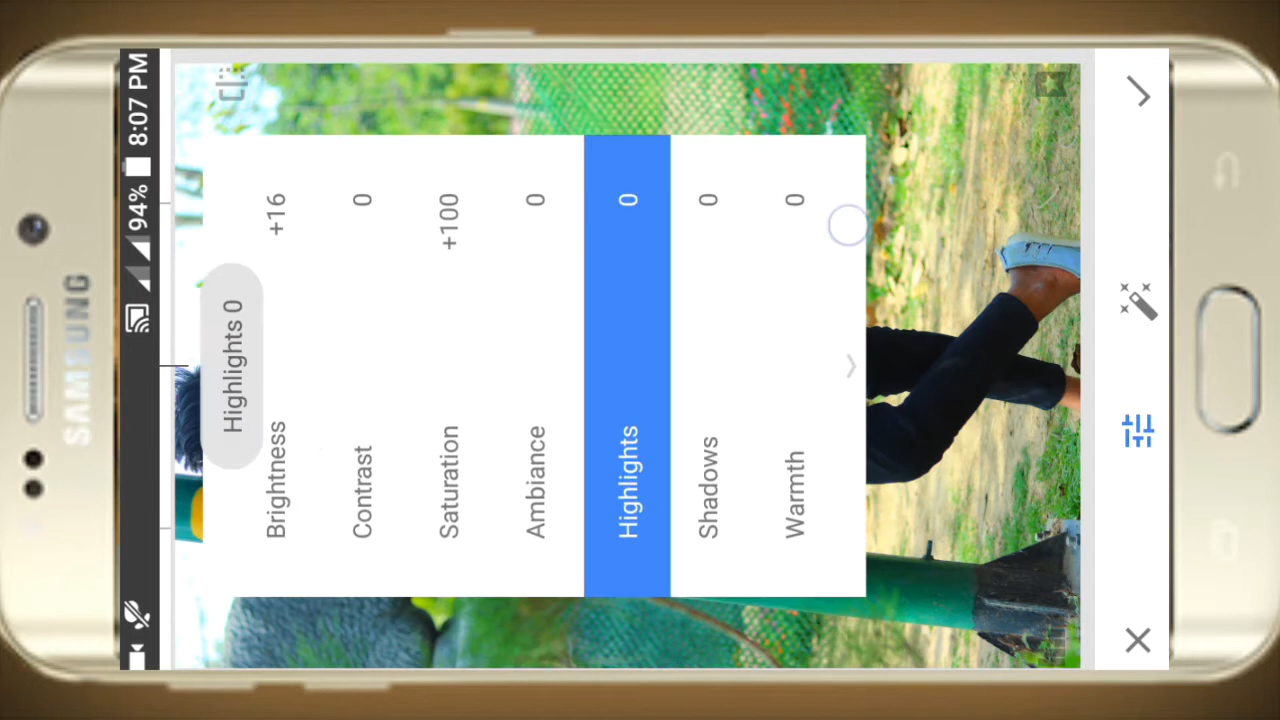 SAMSUNG
94% 8:07 PM
Highlights 0
Brightness +16
Contrast 0
Saturation +100
Ambiance 0
Highlights 0
Shadows 0
Warmth 0